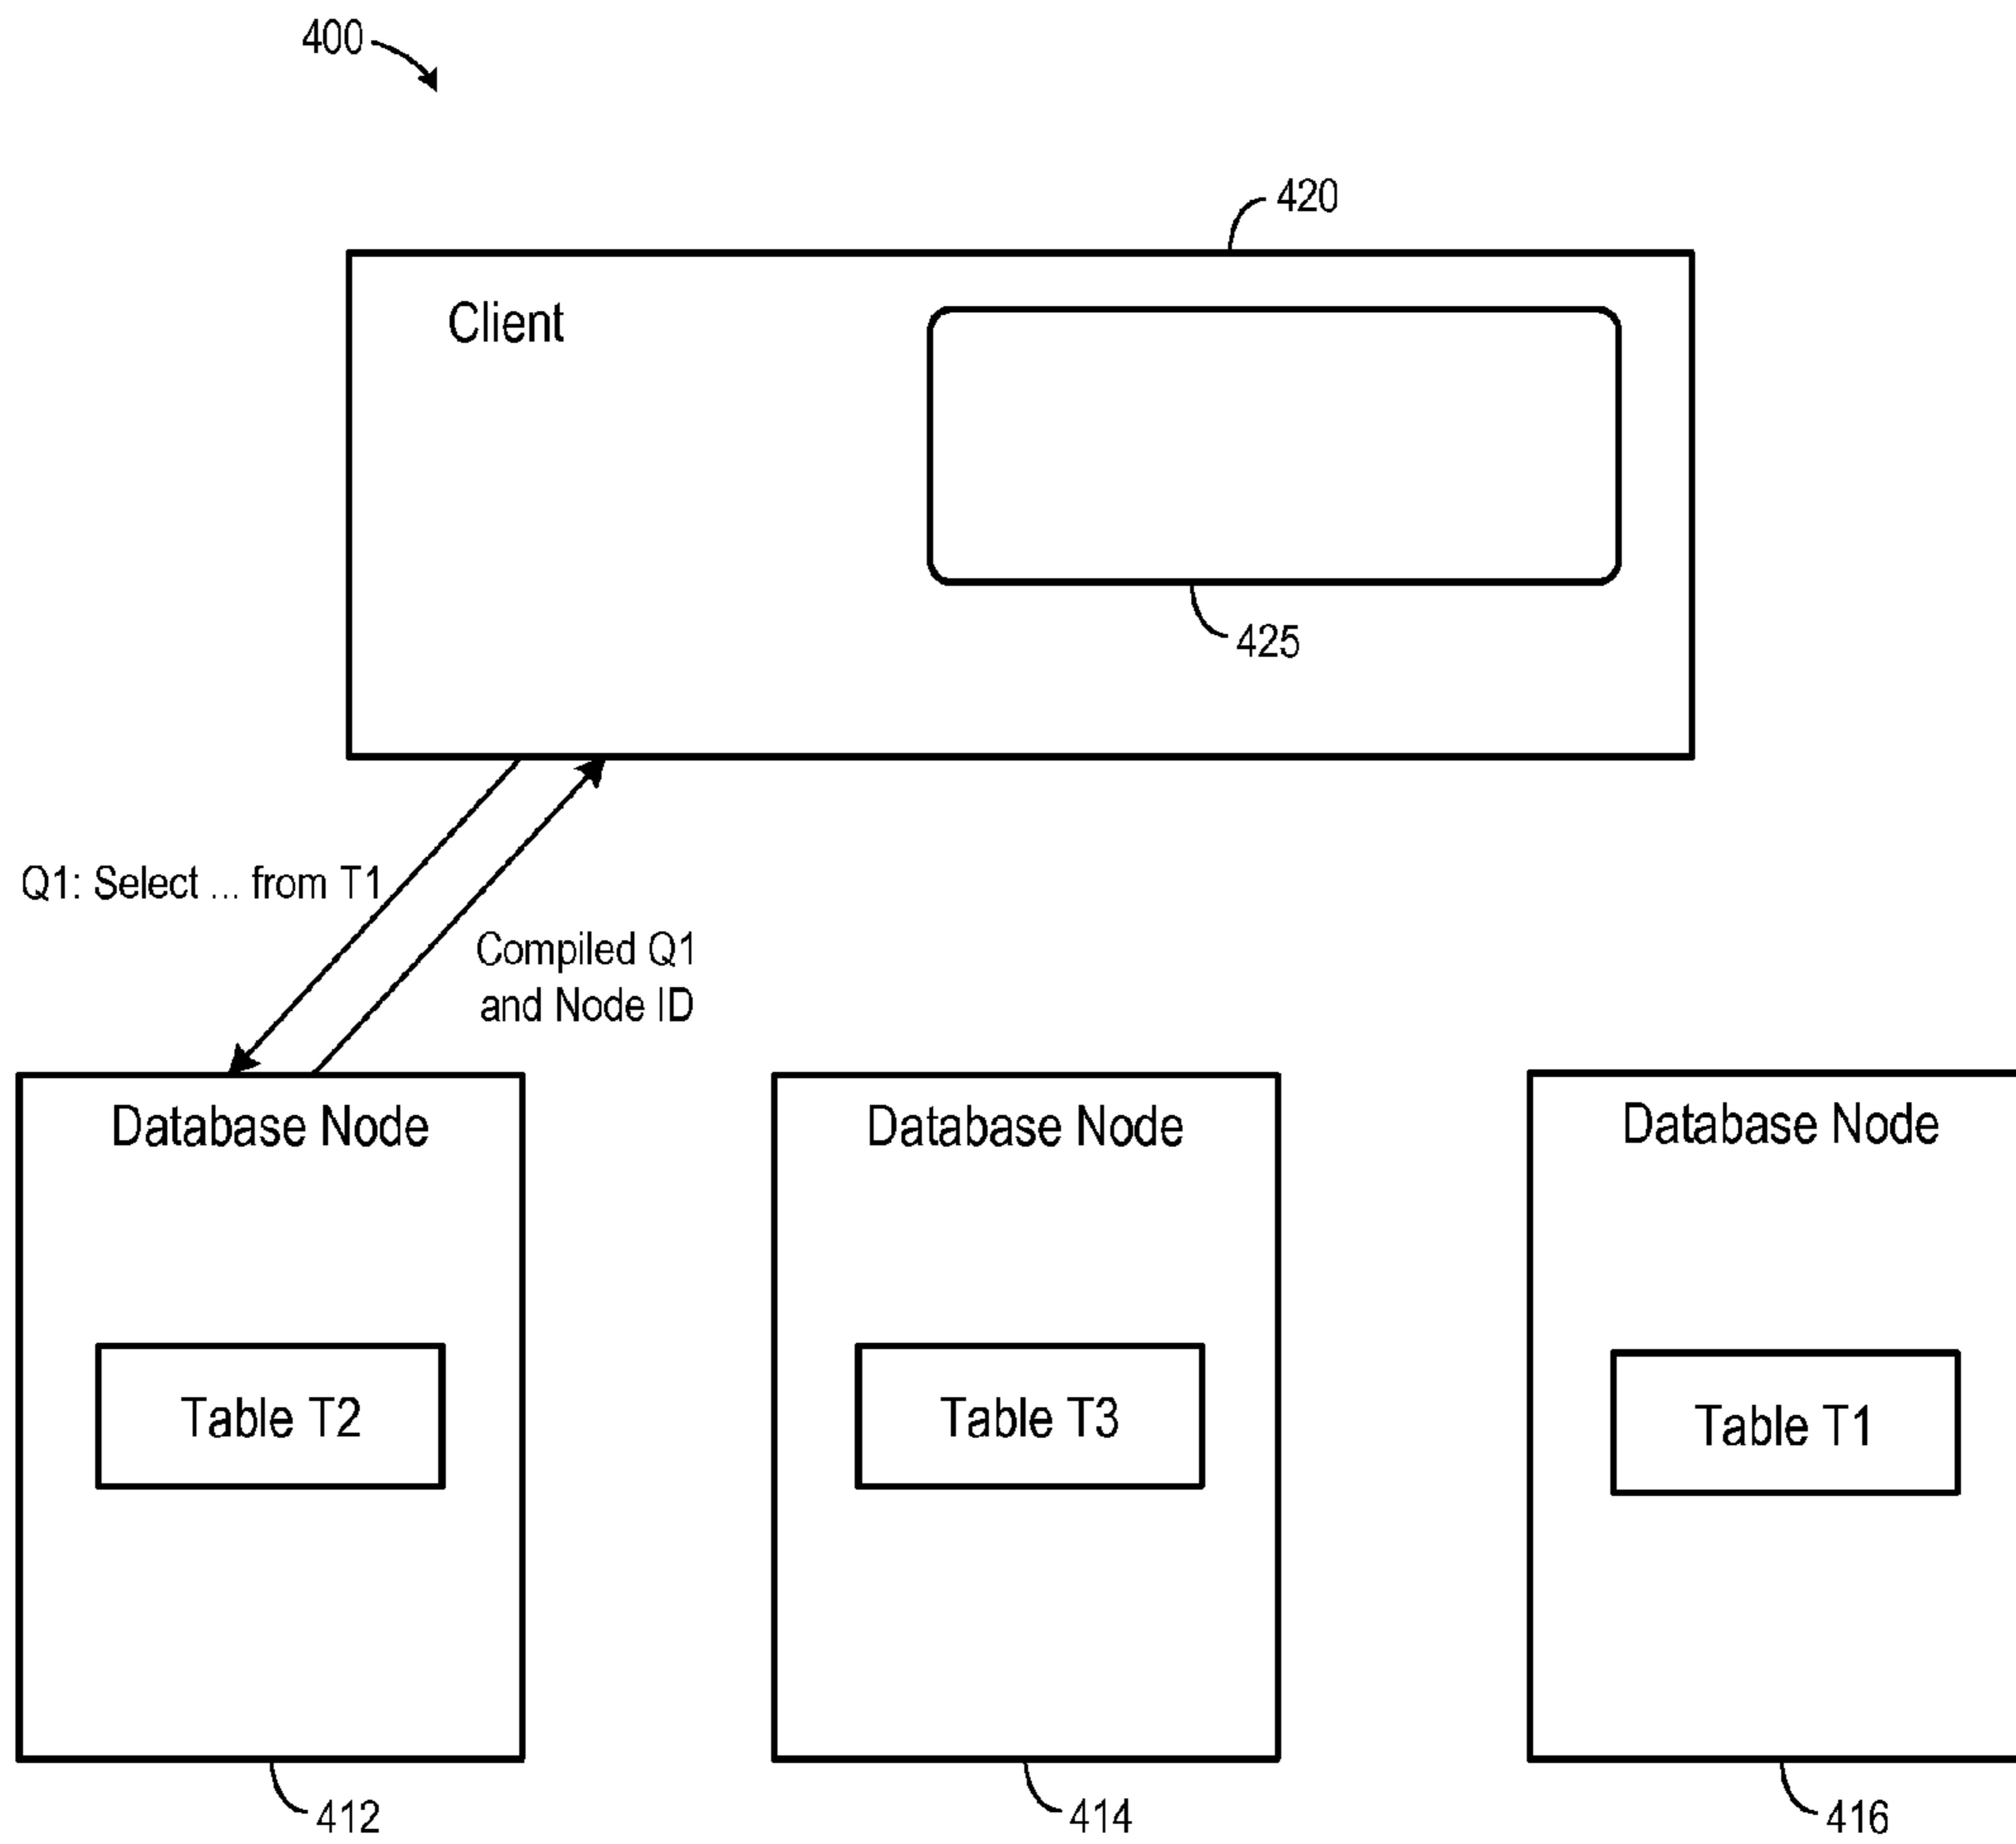 400
420
Client
425
Q1: Select ... from T1
Compiled Q1
and Node ID
Database Node
Database Node
Database Node
Table T2
Table T3
Table T1
412
414
416